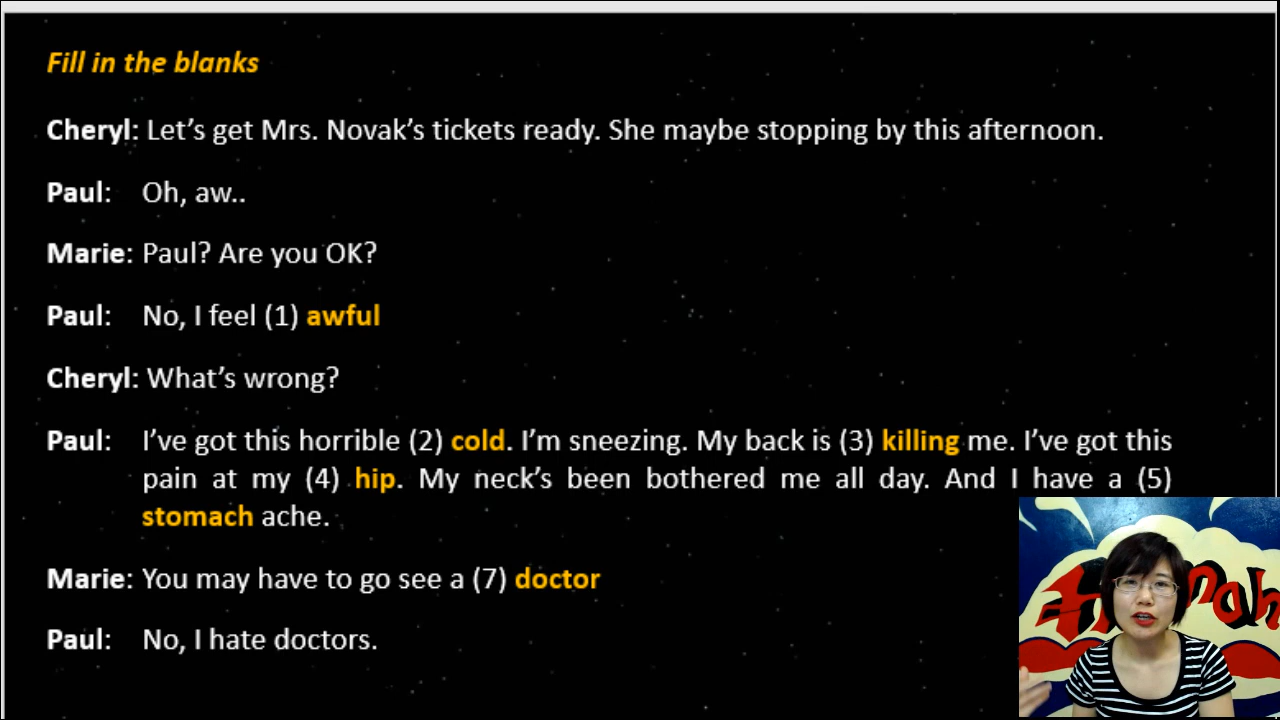 Fill in the blanks
Cheryl: Let's get Mrs. Novak's tickets ready. She maybe stopping by this afternoon.
Paul: Oh, aw..
Marie: Paul? Are you OK?
Paul: No, I feel (1) awful
Cheryl: What's wrong?
Paul: I've got this horrible (2) cold. I'm sneezing. My back is (3) killing me. I've got this
pain at my (4) hip. My neck's been bothered me all day. And I have a (5)
stomach ache.
Marie: You may have to go see a (7) doctor
Paul: No, I hate doctors.